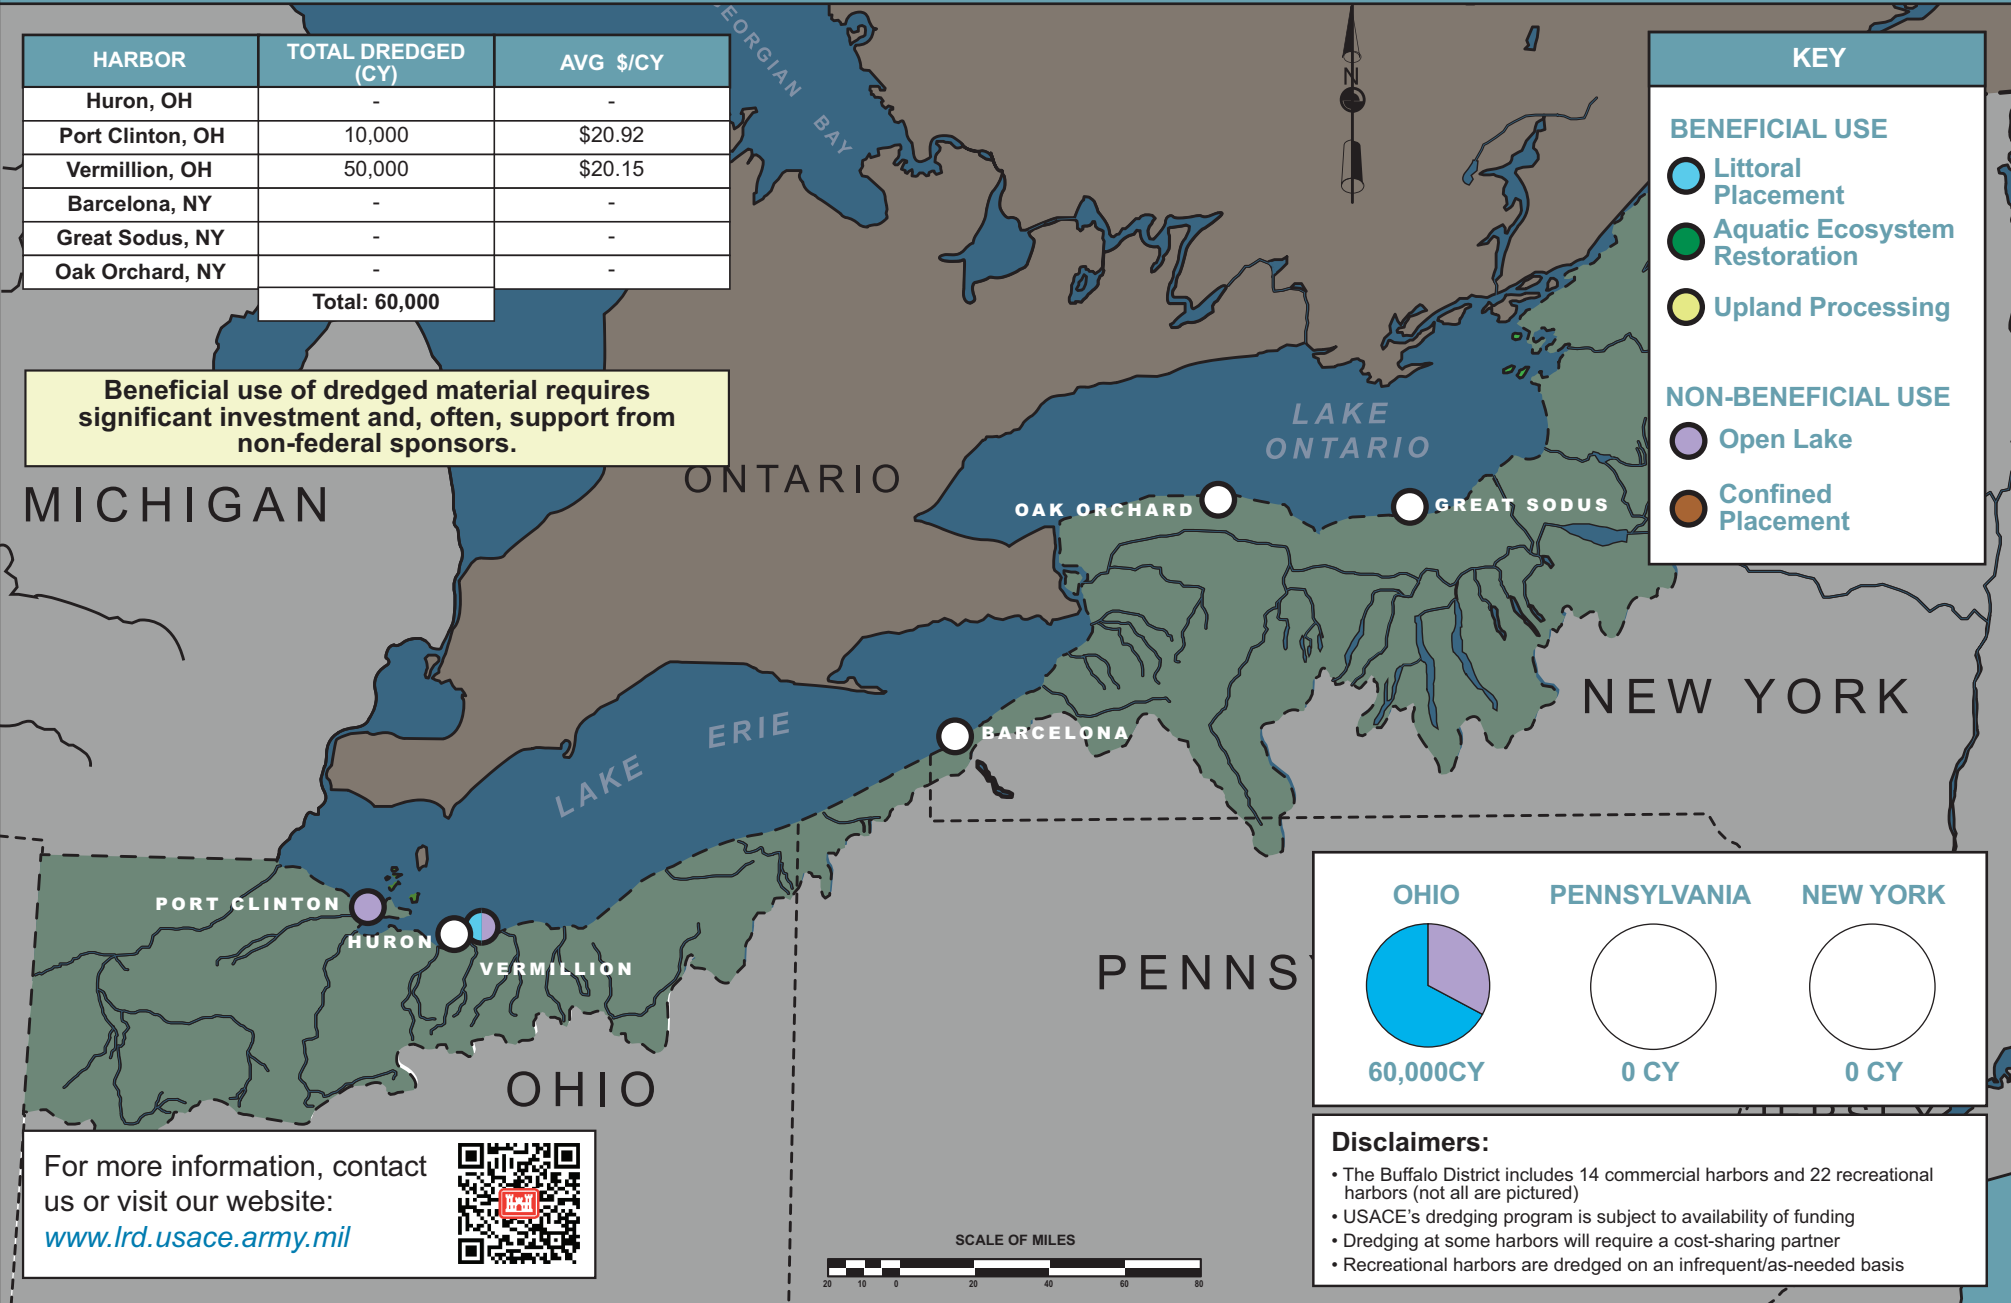 HARBOR TOTAL DREDGED (CY) AVG $/CY
Huron, OH - -
Port Clinton, OH 10,000 $20.92
Vermillion, OH 50,000 $20.15
Barcelona, NY - -
Great Sodus, NY - -
Oak Orchard, NY - -
Total: 60,000
Beneficial use of dredged material requires
significant investment and, often, support from
non-federal sponsors.
GEORGIAN BAY
N
KEY
BENEFICIAL USE
Littoral
Placement
Aquatic Ecosystem
Restoration
Upland Processing
NON-BENEFICIAL USE
Open Lake
Confined
Placement
MICHIGAN
ONTARIO
LAKE
ONTARIO
OAK ORCHARD
GREAT SODUS
NEW YORK
LAKE ERIE
BARCELONA
PORT CLINTON
HURON
VERMILLION
OHIO
PENNS
JERSEY
OHIO PENNSYLVANIA NEW YORK
60,000CY 0 CY 0 CY
For more information, contact
us or visit our website:
www.lrd.usace.army.mil
SCALE OF MILES
20 10 0 20 40 60 80
Disclaimers:
• The Buffalo District includes 14 commercial harbors and 22 recreational
harbors (not all are pictured)
• USACE's dredging program is subject to availability of funding
• Dredging at some harbors will require a cost-sharing partner
• Recreational harbors are dredged on an infrequent/as-needed basis